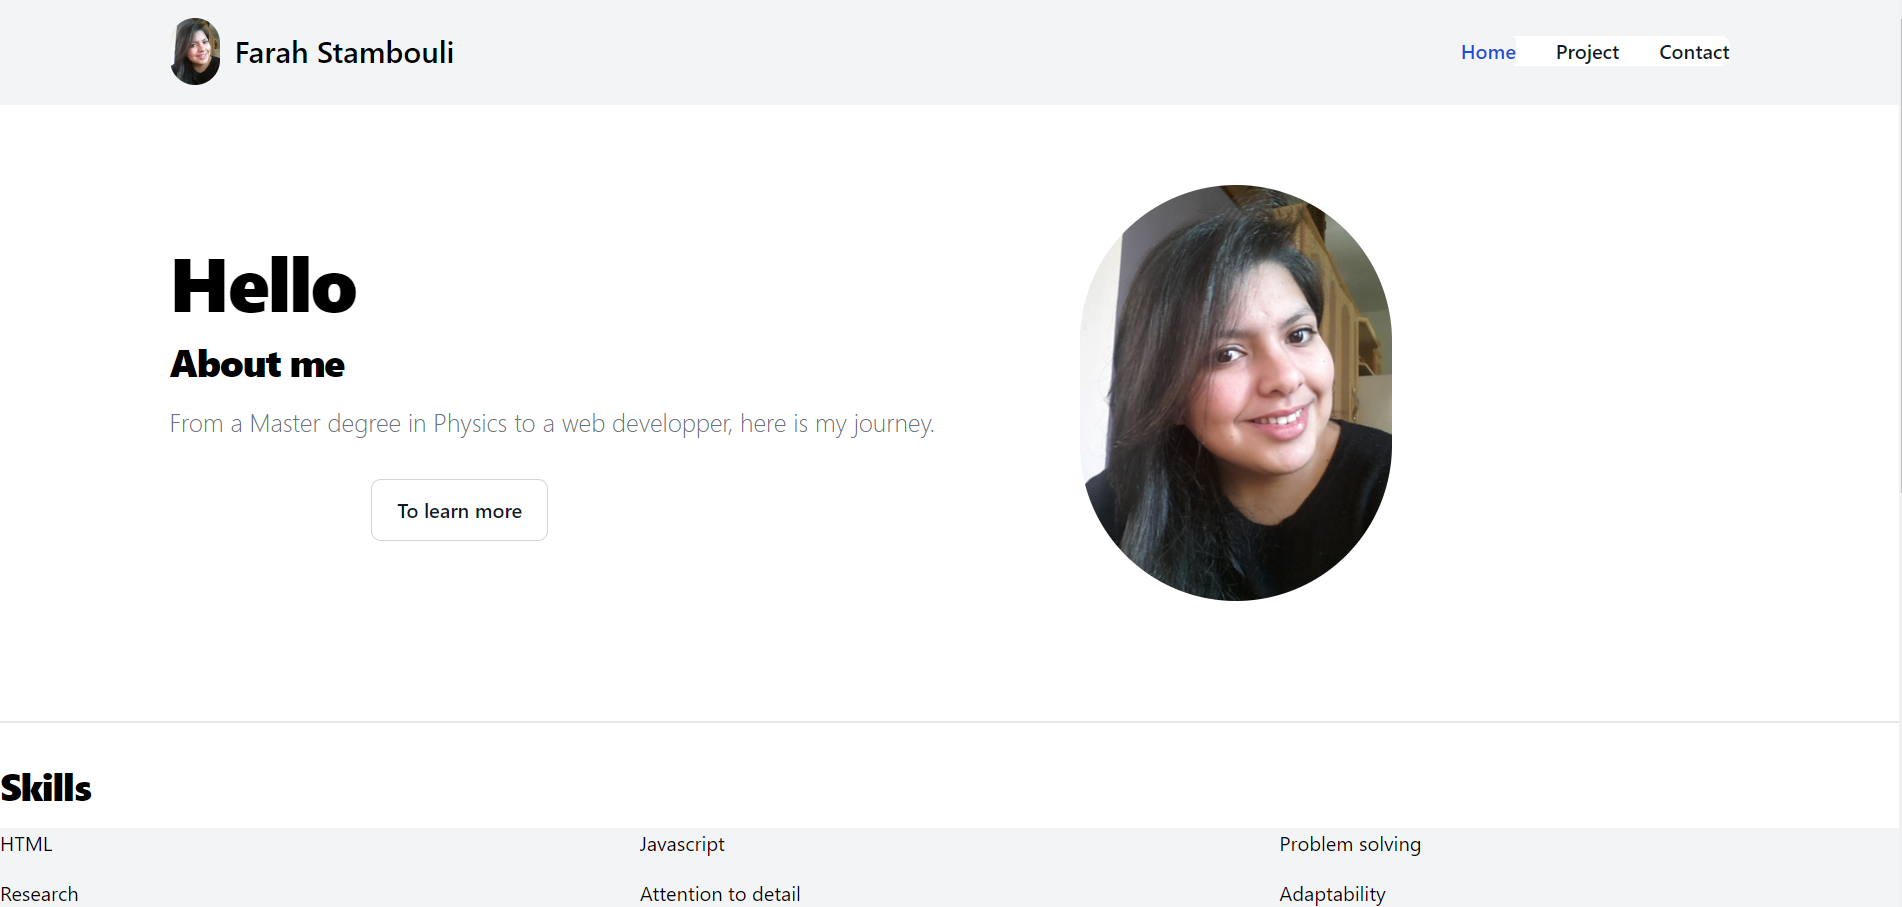 Farah Stambouli
Home Project Contact
Hello
About me
From a Master degree in Physics to a web developper, here is my journey.
To learn more
Skills
HTML Javascript Problem solving
Research Attention to detail Adaptability